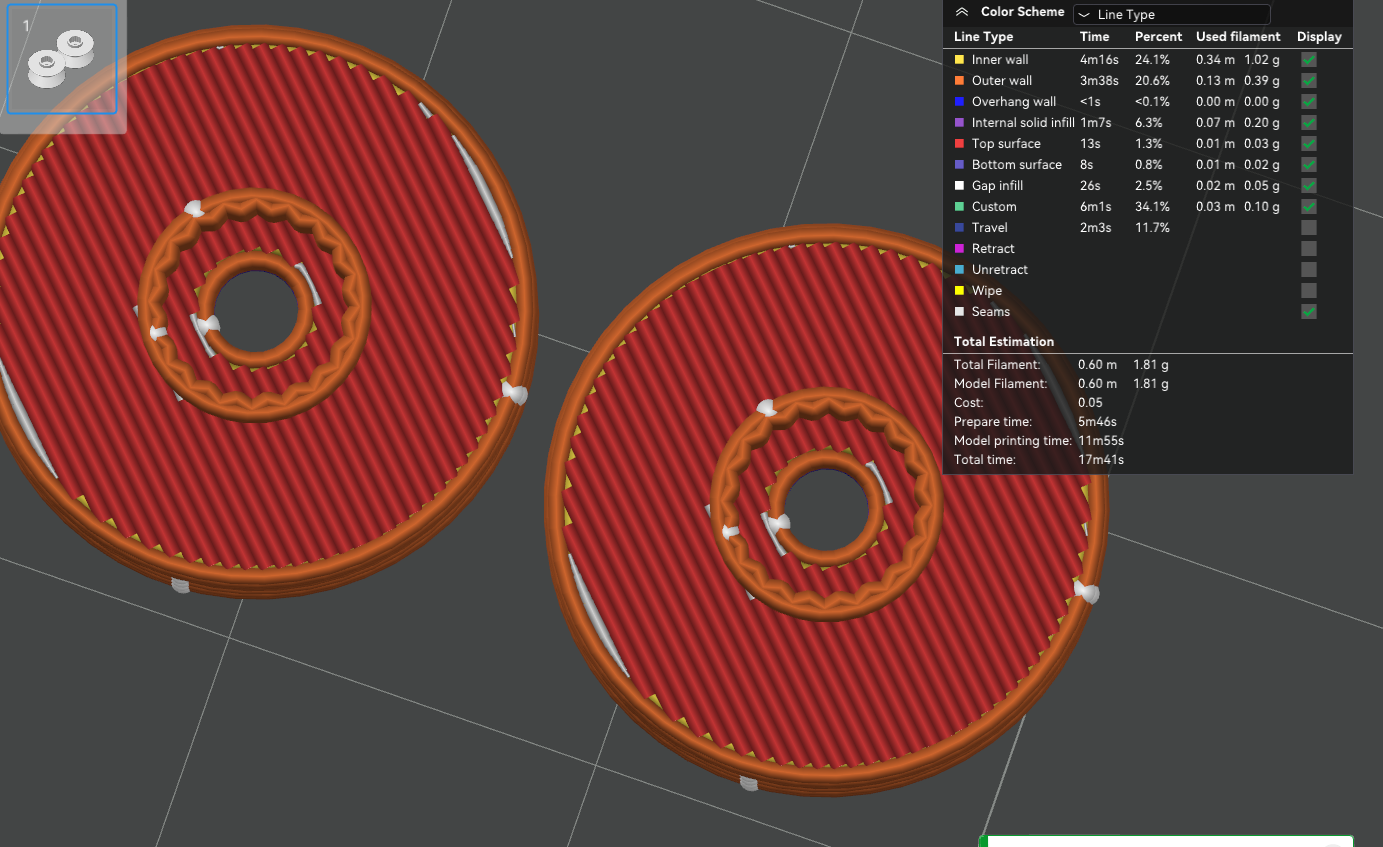 1
Color Scheme Line Type
Line Type Time Percent Used filament Display
Inner wall 4m16s 24.1% 0.34 m 1.02 g
Outer wall 3m38s 20.6% 0.13 m 0.39 g
Overhang wall <1s <0.1% 0.00 m 0.00 g
Internal solid infill 1m7s 6.3% 0.07 m 0.20 g
Top surface 13s 1.3% 0.01 m 0.03 g
Bottom surface 8s 0.8% 0.01 m 0.02 g
Gap infill 26s 2.5% 0.02 m 0.05 g
Custom 6m1s 34.1% 0.03 m 0.10 g
Travel 2m3s 11.7%
Retract
Unretract
Wipe
Seams
Total Estimation
Total Filament: 0.60 m 1.81 g
Model Filament: 0.60 m 1.81 g
Cost: 0.05
Prepare time: 5m46s
Model printing time: 11m55s
Total time: 17m41s